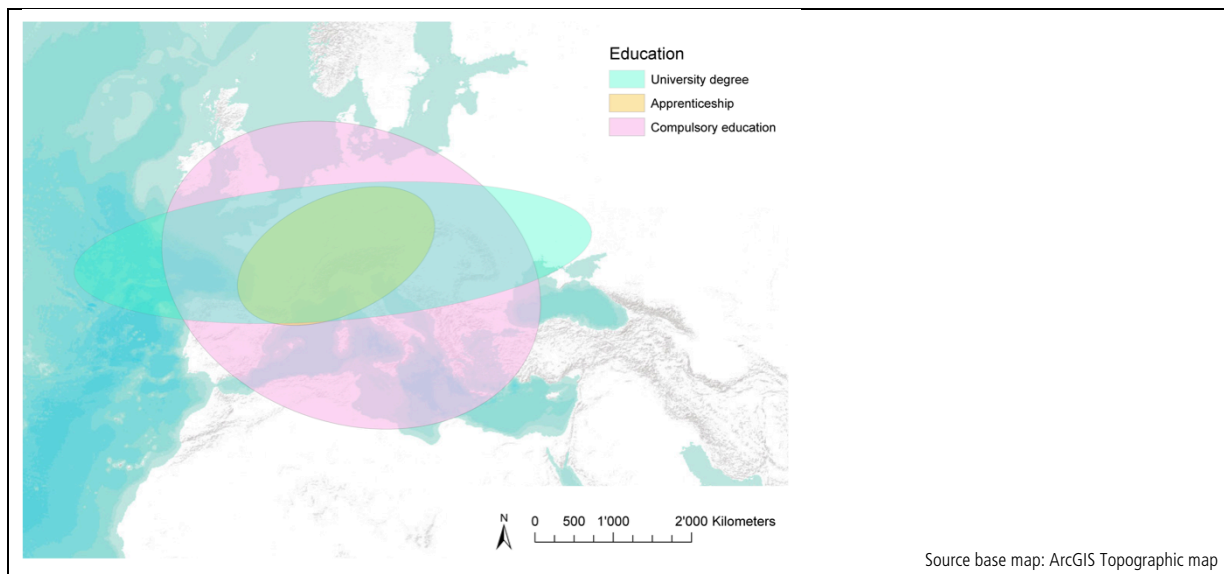 Education
University degree
Apprenticeship
Compulsory education
N
0 500 1'000 2'000 Kilometers
Source base map: ArcGIS Topographic map